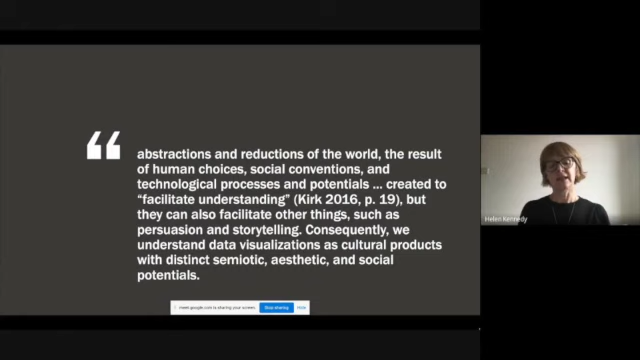 “
abstractions and reductions of the world, the result
of human choices, social conventions, and
technological processes and potentials ... created to
“facilitate understanding” (Kirk 2016, p. 19), but
they can also facilitate other things, such as
persuasion and storytelling. Consequently, we
understand data visualizations as cultural products
with distinct semiotic, aesthetic, and social
potentials.
meet.google.com is sharing your screen. Stop sharing Hide
Helen Kennedy